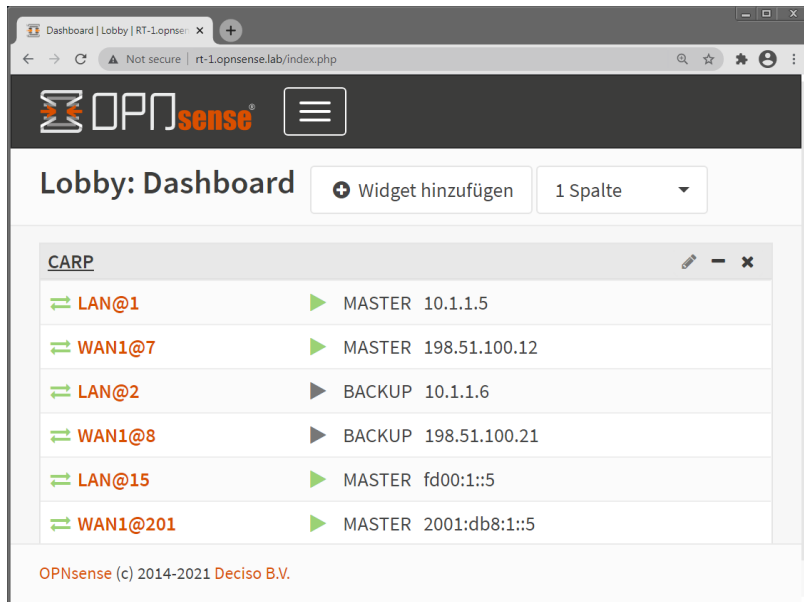 Dashboard | Lobby | RT-1.opnsen
Not secure | rt-1.opnsense.lab/index.php
OPNsense®
Lobby: Dashboard Widget hinzufügen 1 Spalte
CARP
LAN@1 MASTER 10.1.1.5
WAN1@7 MASTER 198.51.100.12
LAN@2 BACKUP 10.1.1.6
WAN1@8 BACKUP 198.51.100.21
LAN@15 MASTER fd00:1::5
WAN1@201 MASTER 2001:db8:1::5
OPNsense (c) 2014-2021 Deciso B.V.